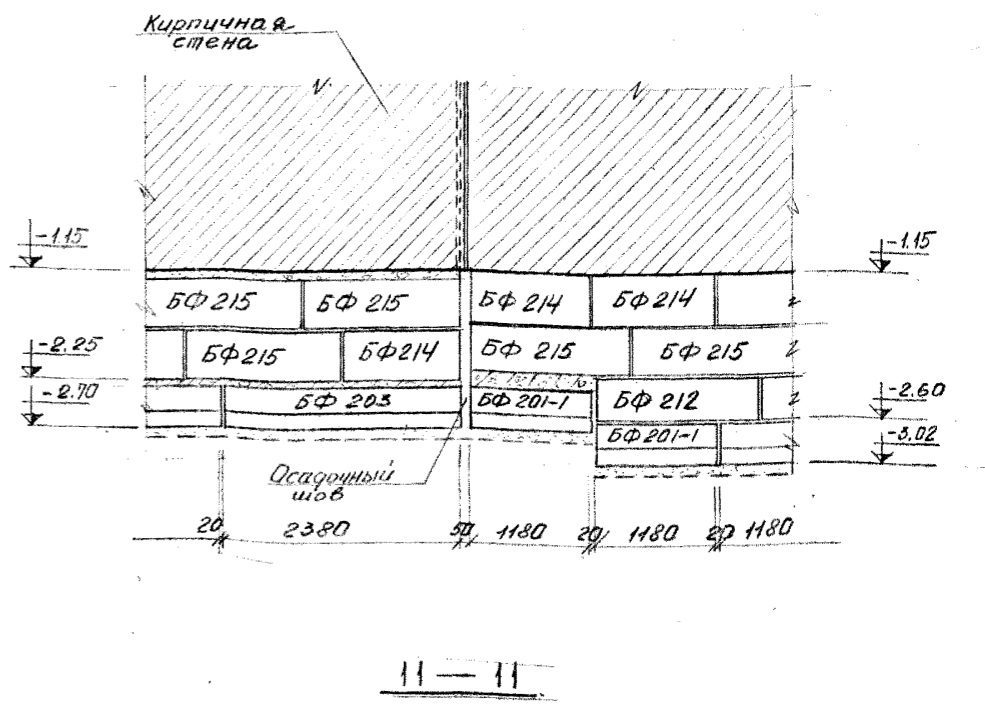 Кирпичная
стена
-1.15
-1.15
БФ 215
БФ 215
БФ 214
БФ 214
-2.25
БФ 215
БФ 214
БФ 215
БФ 215
-2.70
БФ 203
БФ 201-1
БФ 212
-2.60
БФ 201-1
-3.02
Осадочный
шов
20 2380 50 1180 20 1180 20 1180
11 — 11